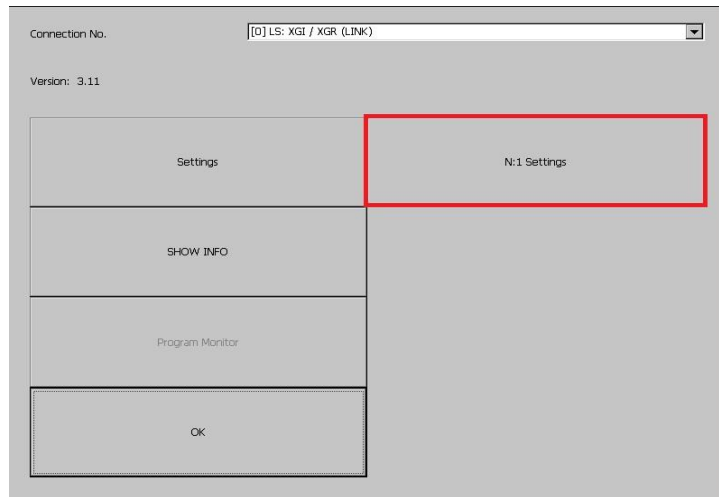 Connection No. [0] LS: XGI / XGR (LINK)
Version: 3.11
Settings N:1 Settings
SHOW INFO
Program Monitor
OK